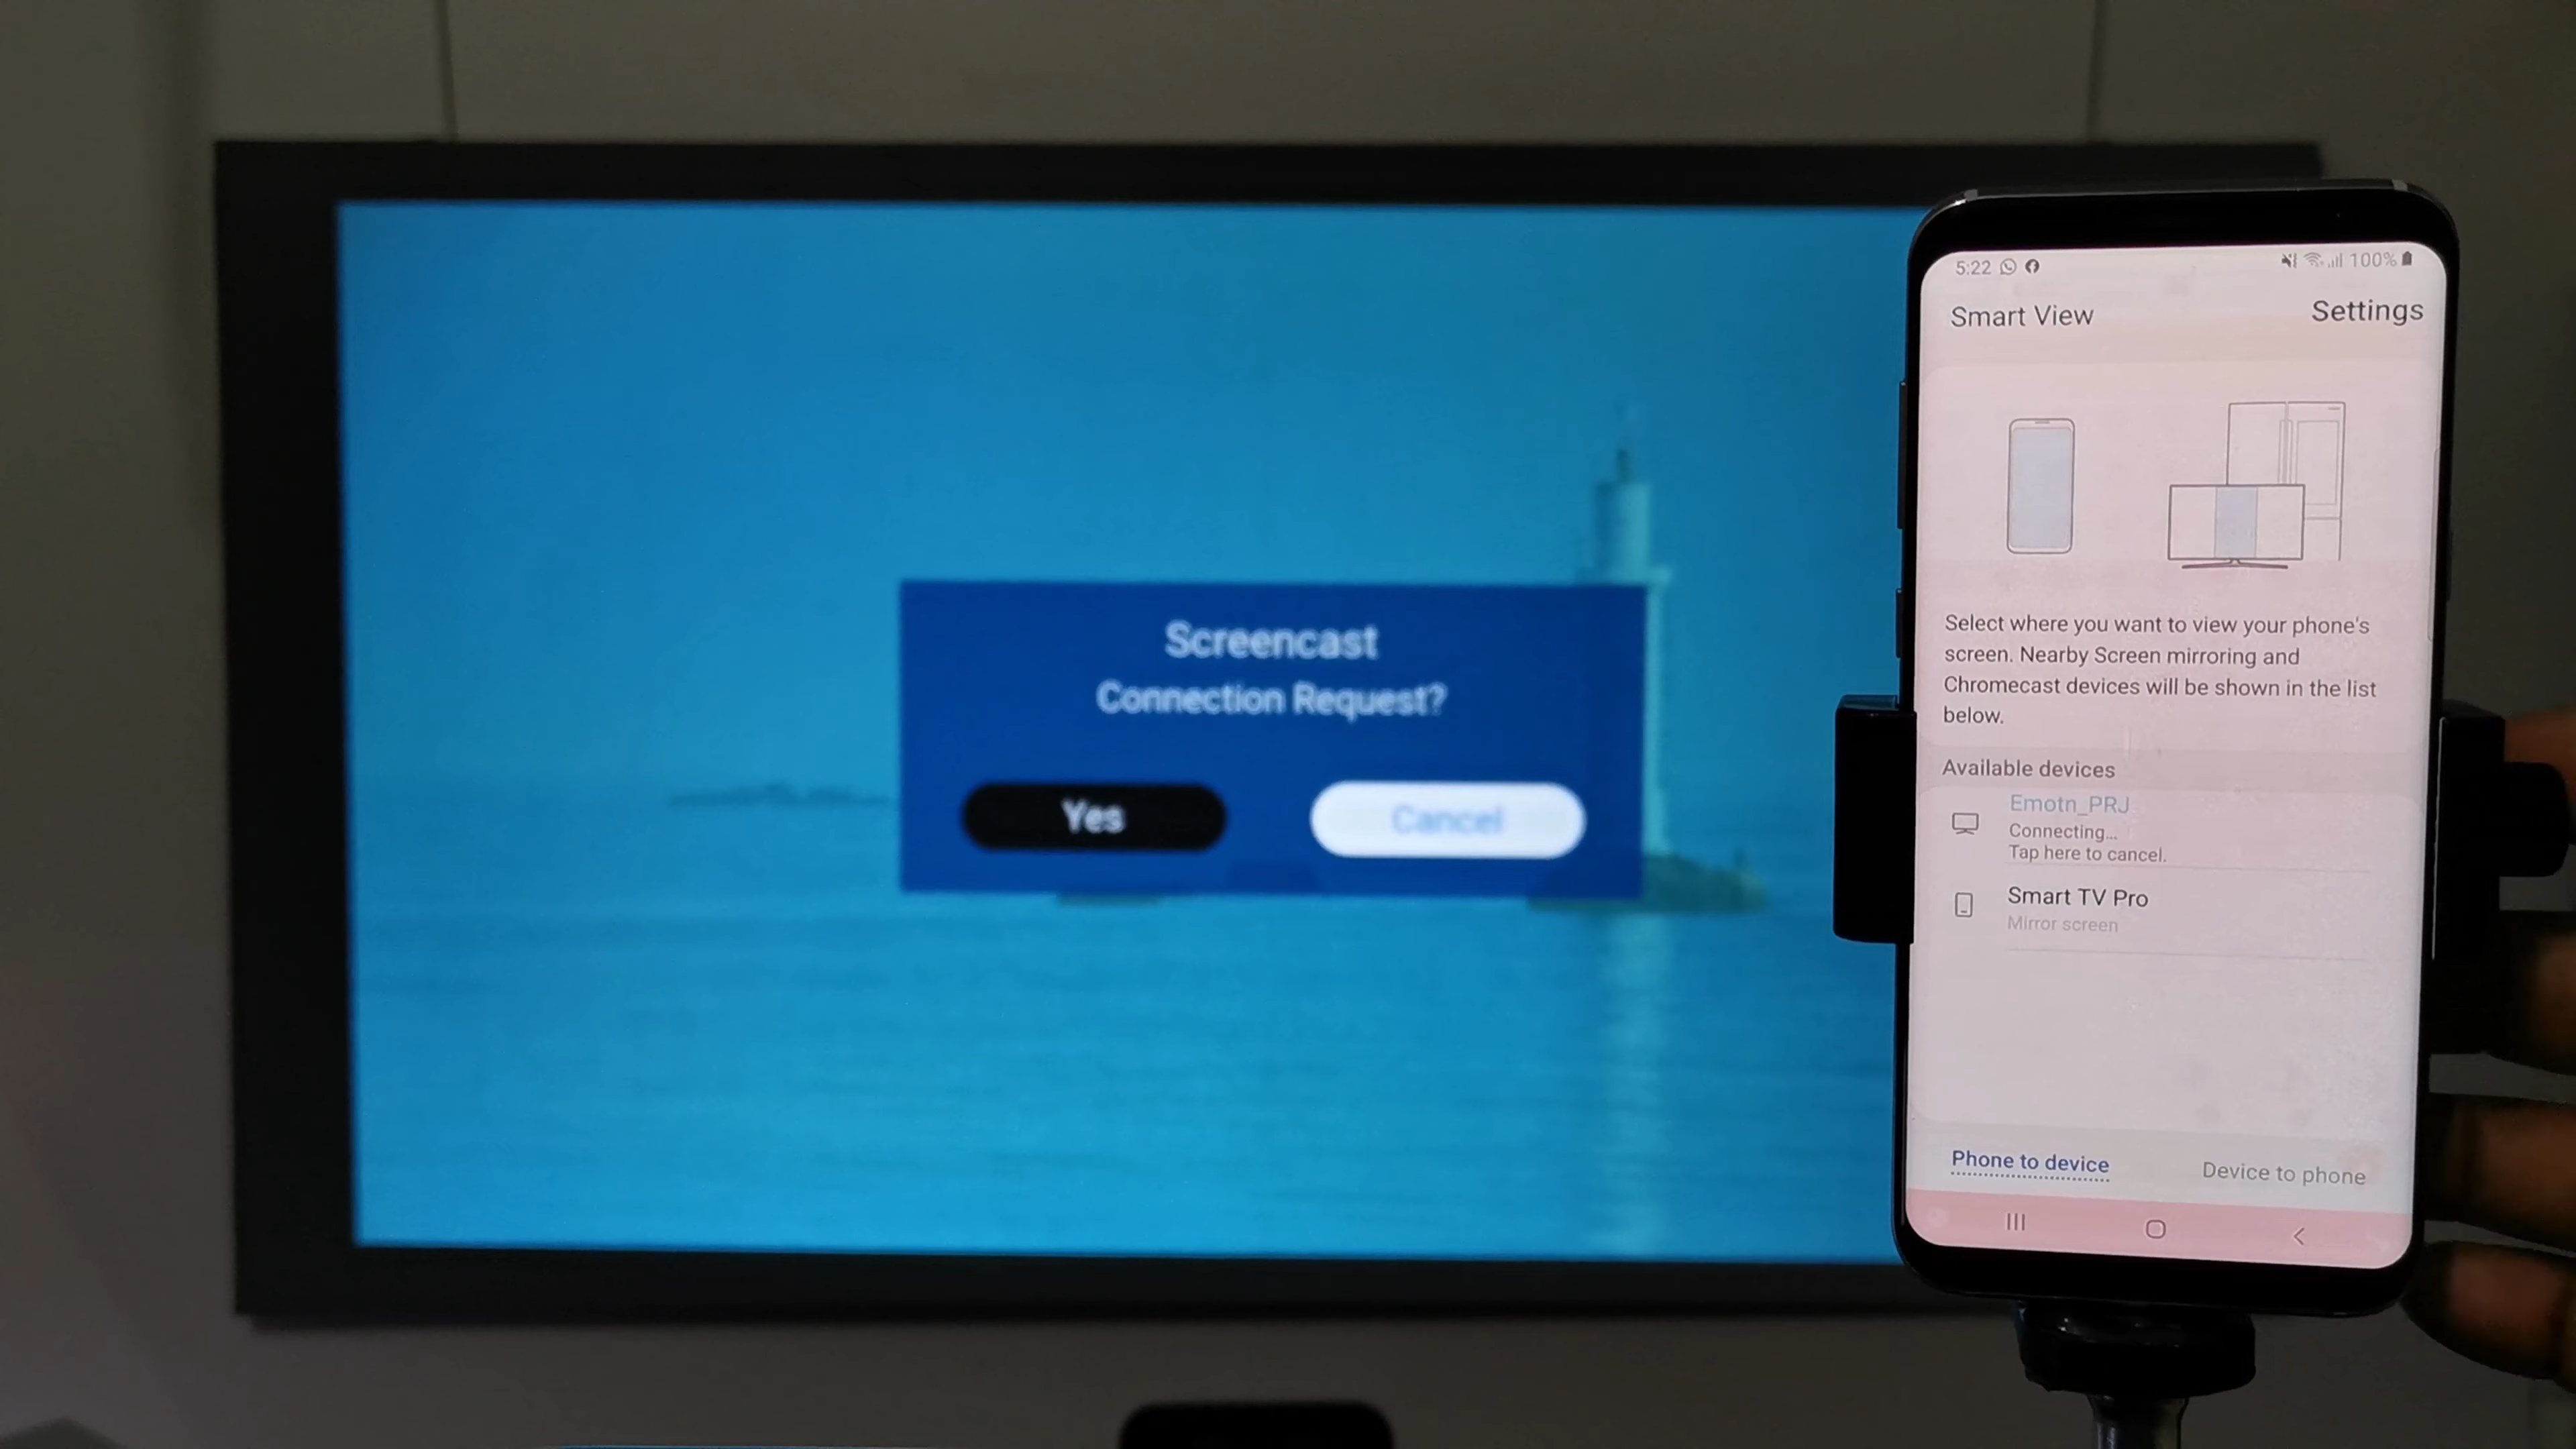 Screencast
Connection Request?
Yes
Cancel
5:22
100%
Smart View
Settings
Select where you want to view your phone's
screen. Nearby Screen mirroring and
Chromecast devices will be shown in the list
below.
Available devices
Emotn_PRJ
Connecting...
Tap here to cancel.
Smart TV Pro
Mirror screen
Phone to device
Device to phone